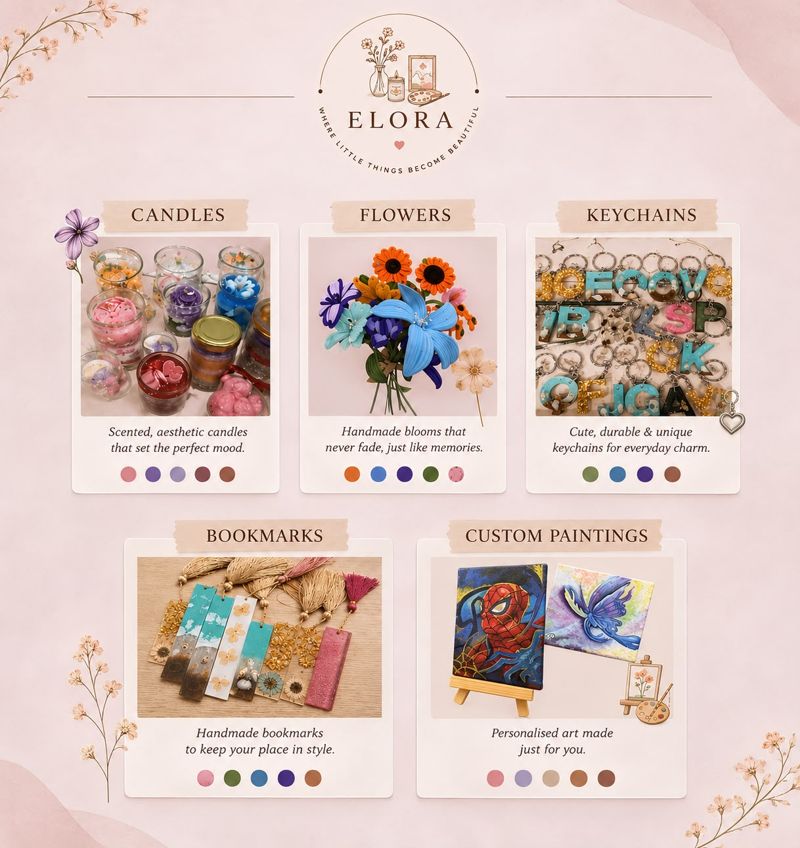 ELORA
WHERE LITTLE THINGS BECOME BEAUTIFUL
CANDLES
Scented, aesthetic candles
that set the perfect mood.
FLOWERS
Handmade blooms that
never fade, just like memories.
KEYCHAINS
Cute, durable & unique
keychains for everyday charm.
BOOKMARKS
Handmade bookmarks
to keep your place in style.
CUSTOM PAINTINGS
Personalised art made
just for you.